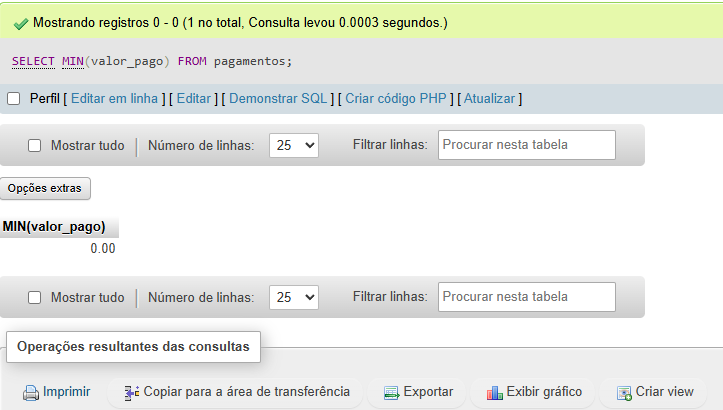 Mostrando registros 0 - 0 (1 no total, Consulta levou 0.0003 segundos.)
SELECT MIN(valor_pago) FROM pagamentos;
Perfil [ Editar em linha ] [ Editar ] [ Demonstrar SQL ] [ Criar código PHP ] [ Atualizar ]
Mostrar tudo | Número de linhas: 25 Filtrar linhas: Procurar nesta tabela
Opções extras
MIN(valor_pago)
0.00
Mostrar tudo | Número de linhas: 25 Filtrar linhas: Procurar nesta tabela
Operações resultantes das consultas
Imprimir Copiar para a área de transferência Exportar Exibir gráfico Criar view